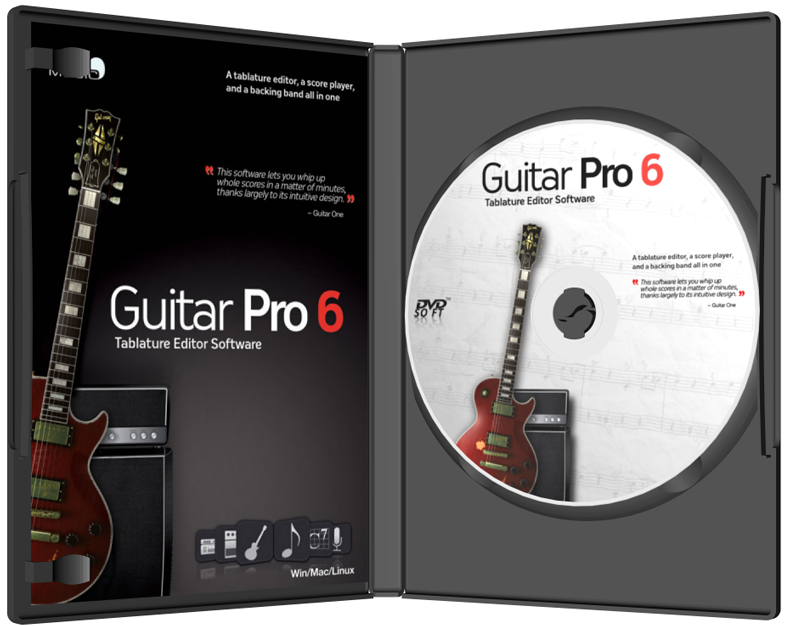 A tablature editor, a score player,
and a backing band all in one
Gibson
"This software lets you whip up
whole scores in a matter of minutes,
thanks largely to its intuitive design."
– Guitar One
Guitar Pro 6
Tablature Editor Software
C7
Win/Mac/Linux
Guitar Pro 6
Tablature Editor Software
A tablature editor, a score player,
and a backing band all in one
"This software lets you whip up
whole scores in a matter of minutes,
thanks largely to its intuitive design."
– Guitar One
DVD™
SOFT